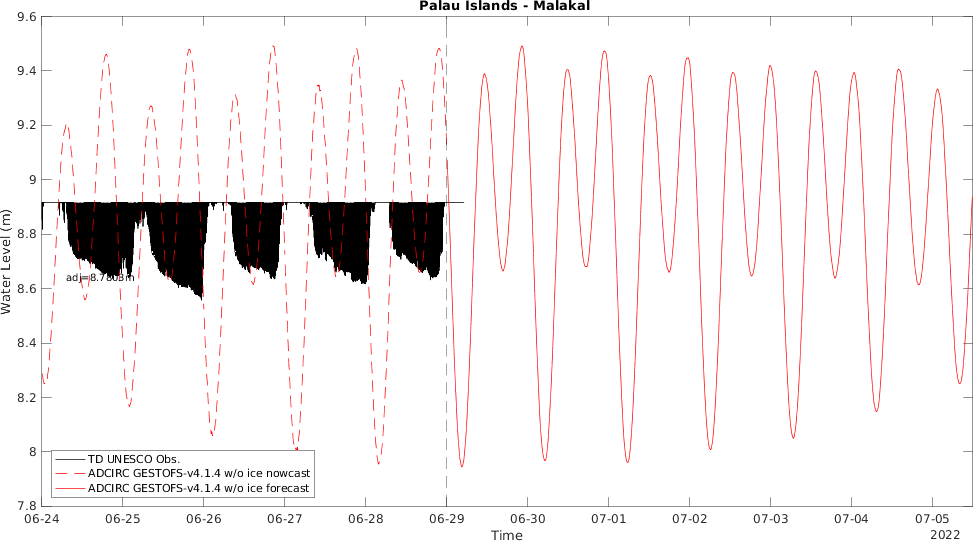 Palau Islands - Malakal
9.6
9.4
9.2
9
8.8
8.6
8.4
8.2
8
7.8
Water Level (m)
adj=8.7803m
TD UNESCO Obs.
ADCIRC GESTOFS-v4.1.4 w/o ice nowcast
ADCIRC GESTOFS-v4.1.4 w/o ice forecast
06-24 06-25 06-26 06-27 06-28 06-29 06-30 07-01 07-02 07-03 07-04 07-05
2022
Time